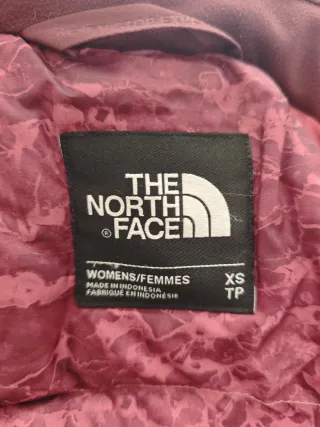 THE
NORTH
FACE
®
WOMENS/FEMMES
XS
MADE IN INDONESIA
TP
FABRIQUÉ EN INDONÉSIE